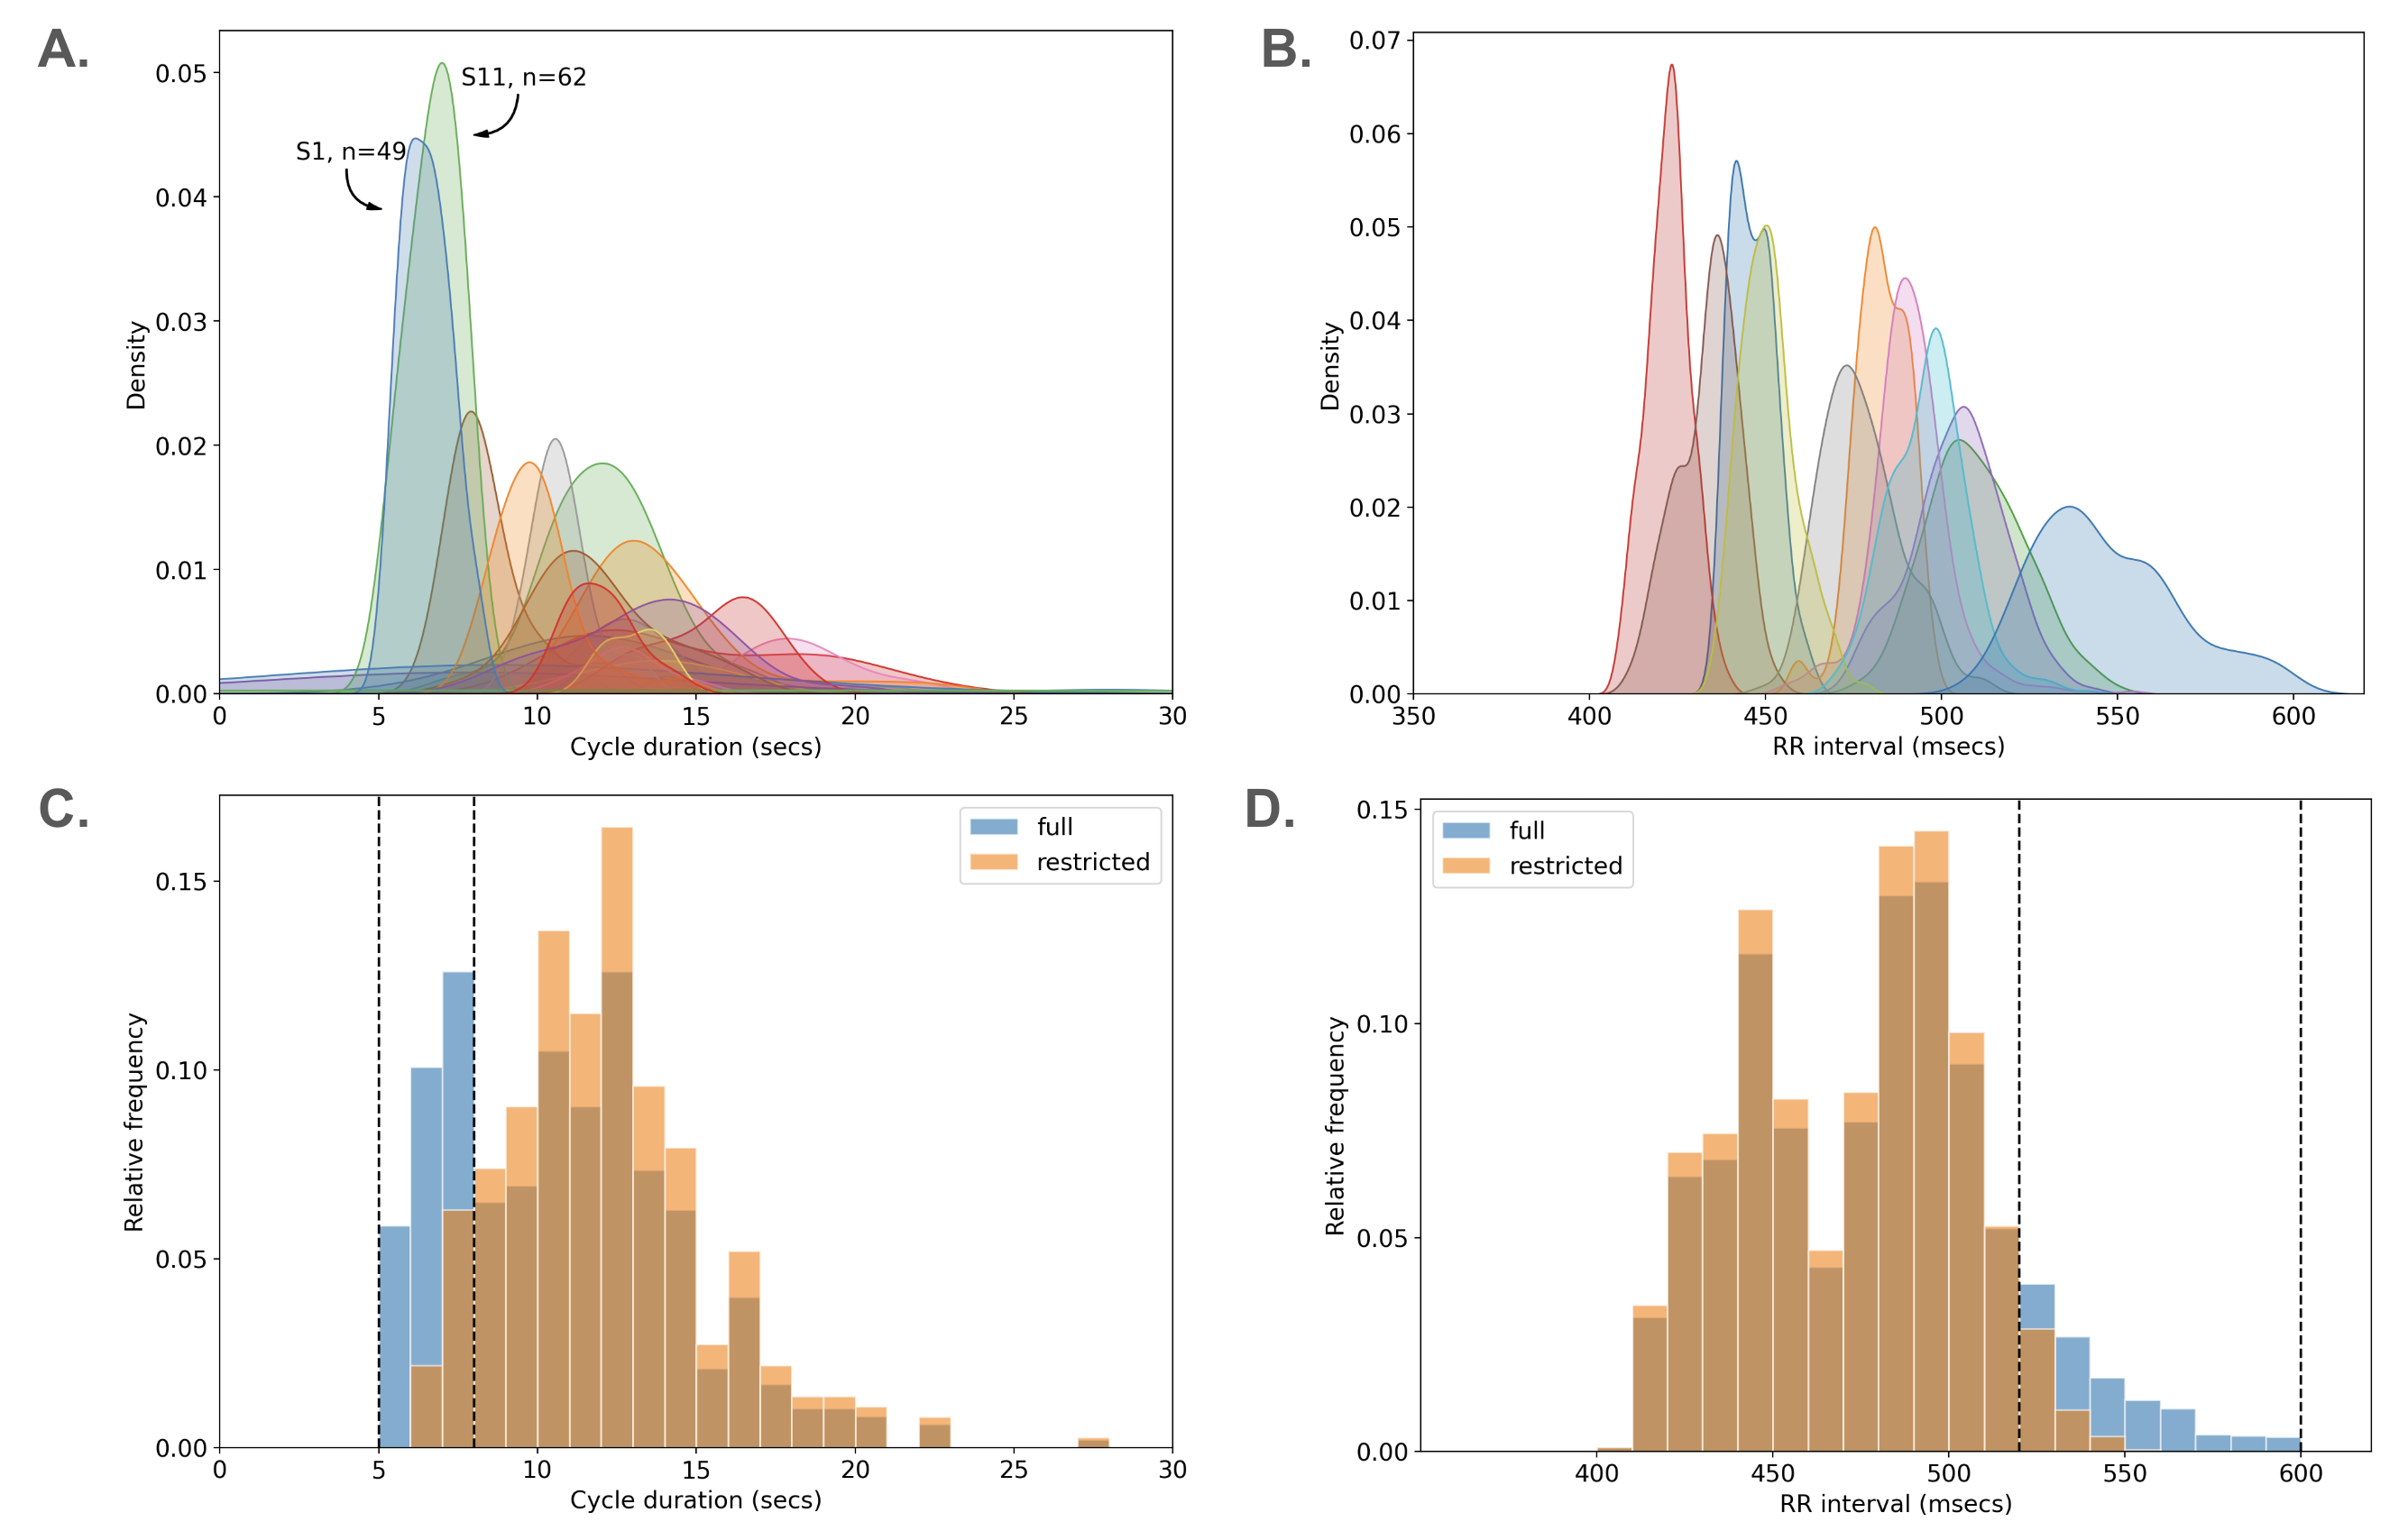 A.
0.05
0.04
0.03
0.02
0.01
0.00
Density
S11, n=62
S1, n=49
0 5 10 15 20 25 30
Cycle duration (secs)
B.
0.07
0.06
0.05
0.04
0.03
0.02
0.01
0.00
Density
350 400 450 500 550 600
RR interval (msecs)
C.
0.15
0.10
0.05
0.00
Relative frequency
full
restricted
0 5 10 15 20 25 30
Cycle duration (secs)
D.
0.15
0.10
0.05
0.00
Relative frequency
full
restricted
400 450 500 550 600
RR interval (msecs)